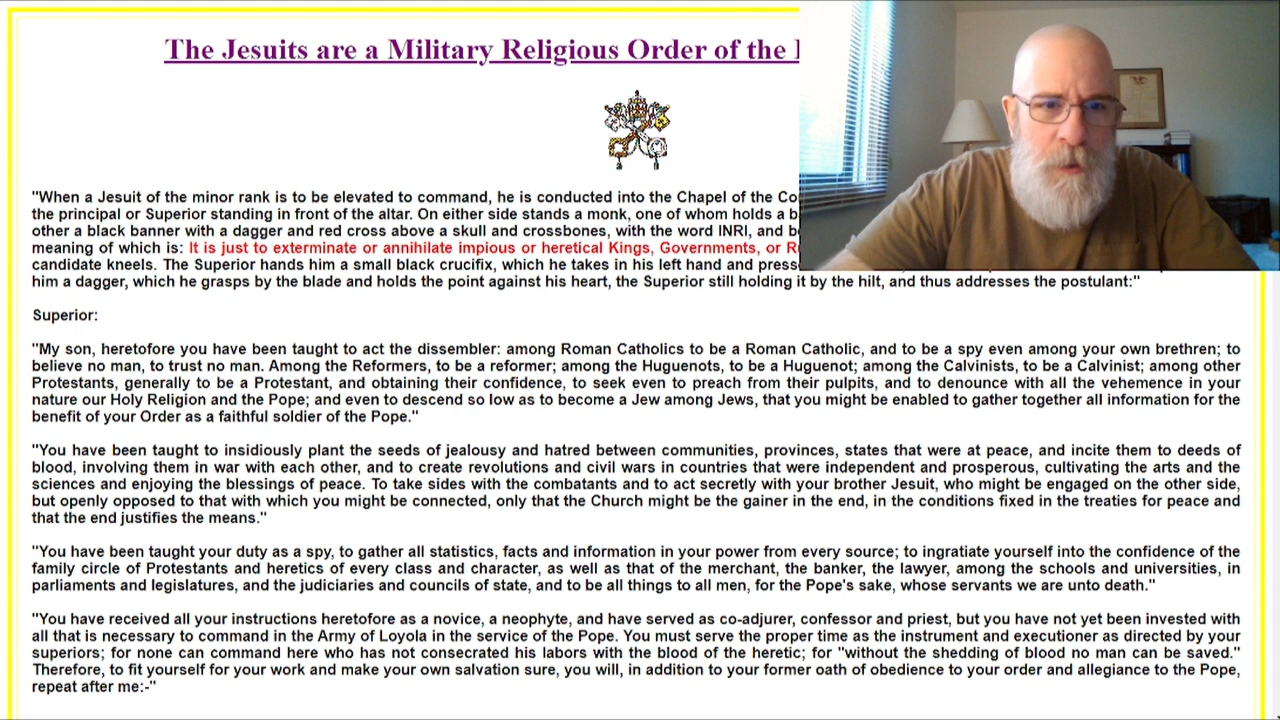 The Jesuits are a Military Religious Order of the
"When a Jesuit of the minor rank is to be elevated to command, he is conducted into the Chapel of the
the principal or Superior standing in front of the altar. On either side stands a monk, one of whom holds a
other a black banner with a dagger and red cross above a skull and crossbones, with the word INRI, and
meaning of which is: It is just to exterminate or annihilate impious or heretical Kings, Governments, or
candidate kneels. The Superior hands him a small black crucifix, which he takes in his left hand and
him a dagger, which he grasps by the blade and holds the point against his heart, the Superior still holding it by the hilt, and thus addresses the postulant:"
Superior:
"My son, heretofore you have been taught to act the dissembler: among Roman Catholics to be a Roman Catholic, and to be a spy even among your own brethren; to
believe no man, to trust no man. Among the Reformers, to be a reformer; among the Huguenots, to be a Huguenot; among the Calvinists, to be a Calvinist; among other
Protestants, generally to be a Protestant, and obtaining their confidence, to seek even to preach from their pulpits, and to denounce with all the vehemence in your
nature our Holy Religion and the Pope; and even to descend so low as to become a Jew among Jews, that you might be enabled to gather together all information for the
benefit of your Order as a faithful soldier of the Pope."
"You have been taught to insidiously plant the seeds of jealousy and hatred between communities, provinces, states that were at peace, and incite them to deeds of
blood, involving them in war with each other, and to create revolutions and civil wars in countries that were independent and prosperous, cultivating the arts and the
sciences and enjoying the blessings of peace. To take sides with the combatants and to act secretly with your brother Jesuit, who might be engaged on the other side,
but openly opposed to that with which you might be connected, only that the Church might be the gainer in the end, in the conditions fixed in the treaties for peace and
that the end justifies the means."
"You have been taught your duty as a spy, to gather all statistics, facts and information in your power from every source; to ingratiate yourself into the confidence of the
family circle of Protestants and heretics of every class and character, as well as that of the merchant, the banker, the lawyer, among the schools and universities, in
parliaments and legislatures, and the judiciaries and councils of state, and to be all things to all men, for the Pope's sake, whose servants we are unto death."
"You have received all your instructions heretofore as a novice, a neophyte, and have served as co-adjurer, confessor and priest, but you have not yet been invested with
all that is necessary to command in the Army of Loyola in the service of the Pope. You must serve the proper time as the instrument and executioner as directed by your
superiors; for none can command here who has not consecrated his labors with the blood of the heretic; for "without the shedding of blood no man can be saved."
Therefore, to fit yourself for your work and make your own salvation sure, you will, in addition to your former oath of obedience to your order and allegiance to the Pope,
repeat after me:-"